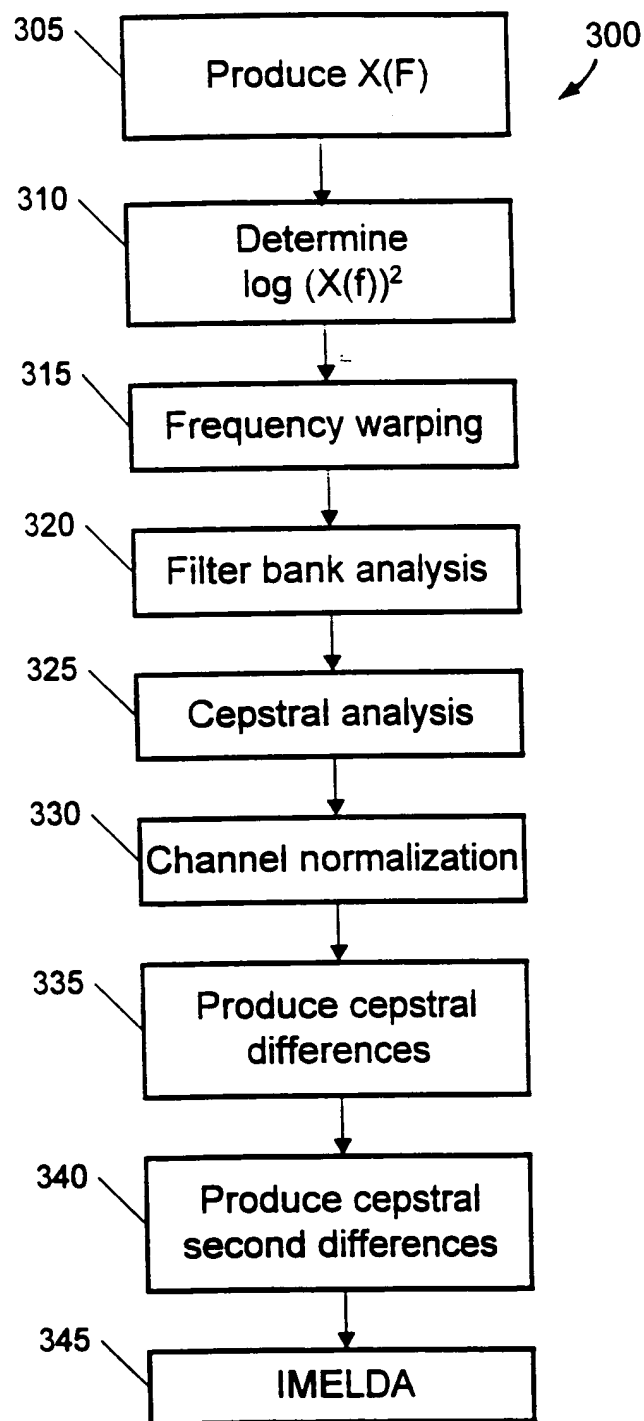 300
305
Produce X(F)
310
Determine
log (X(f))²
315
Frequency warping
320
Filter bank analysis
325
Cepstral analysis
330
Channel normalization
335
Produce cepstral
differences
340
Produce cepstral
second differences
345
IMELDA